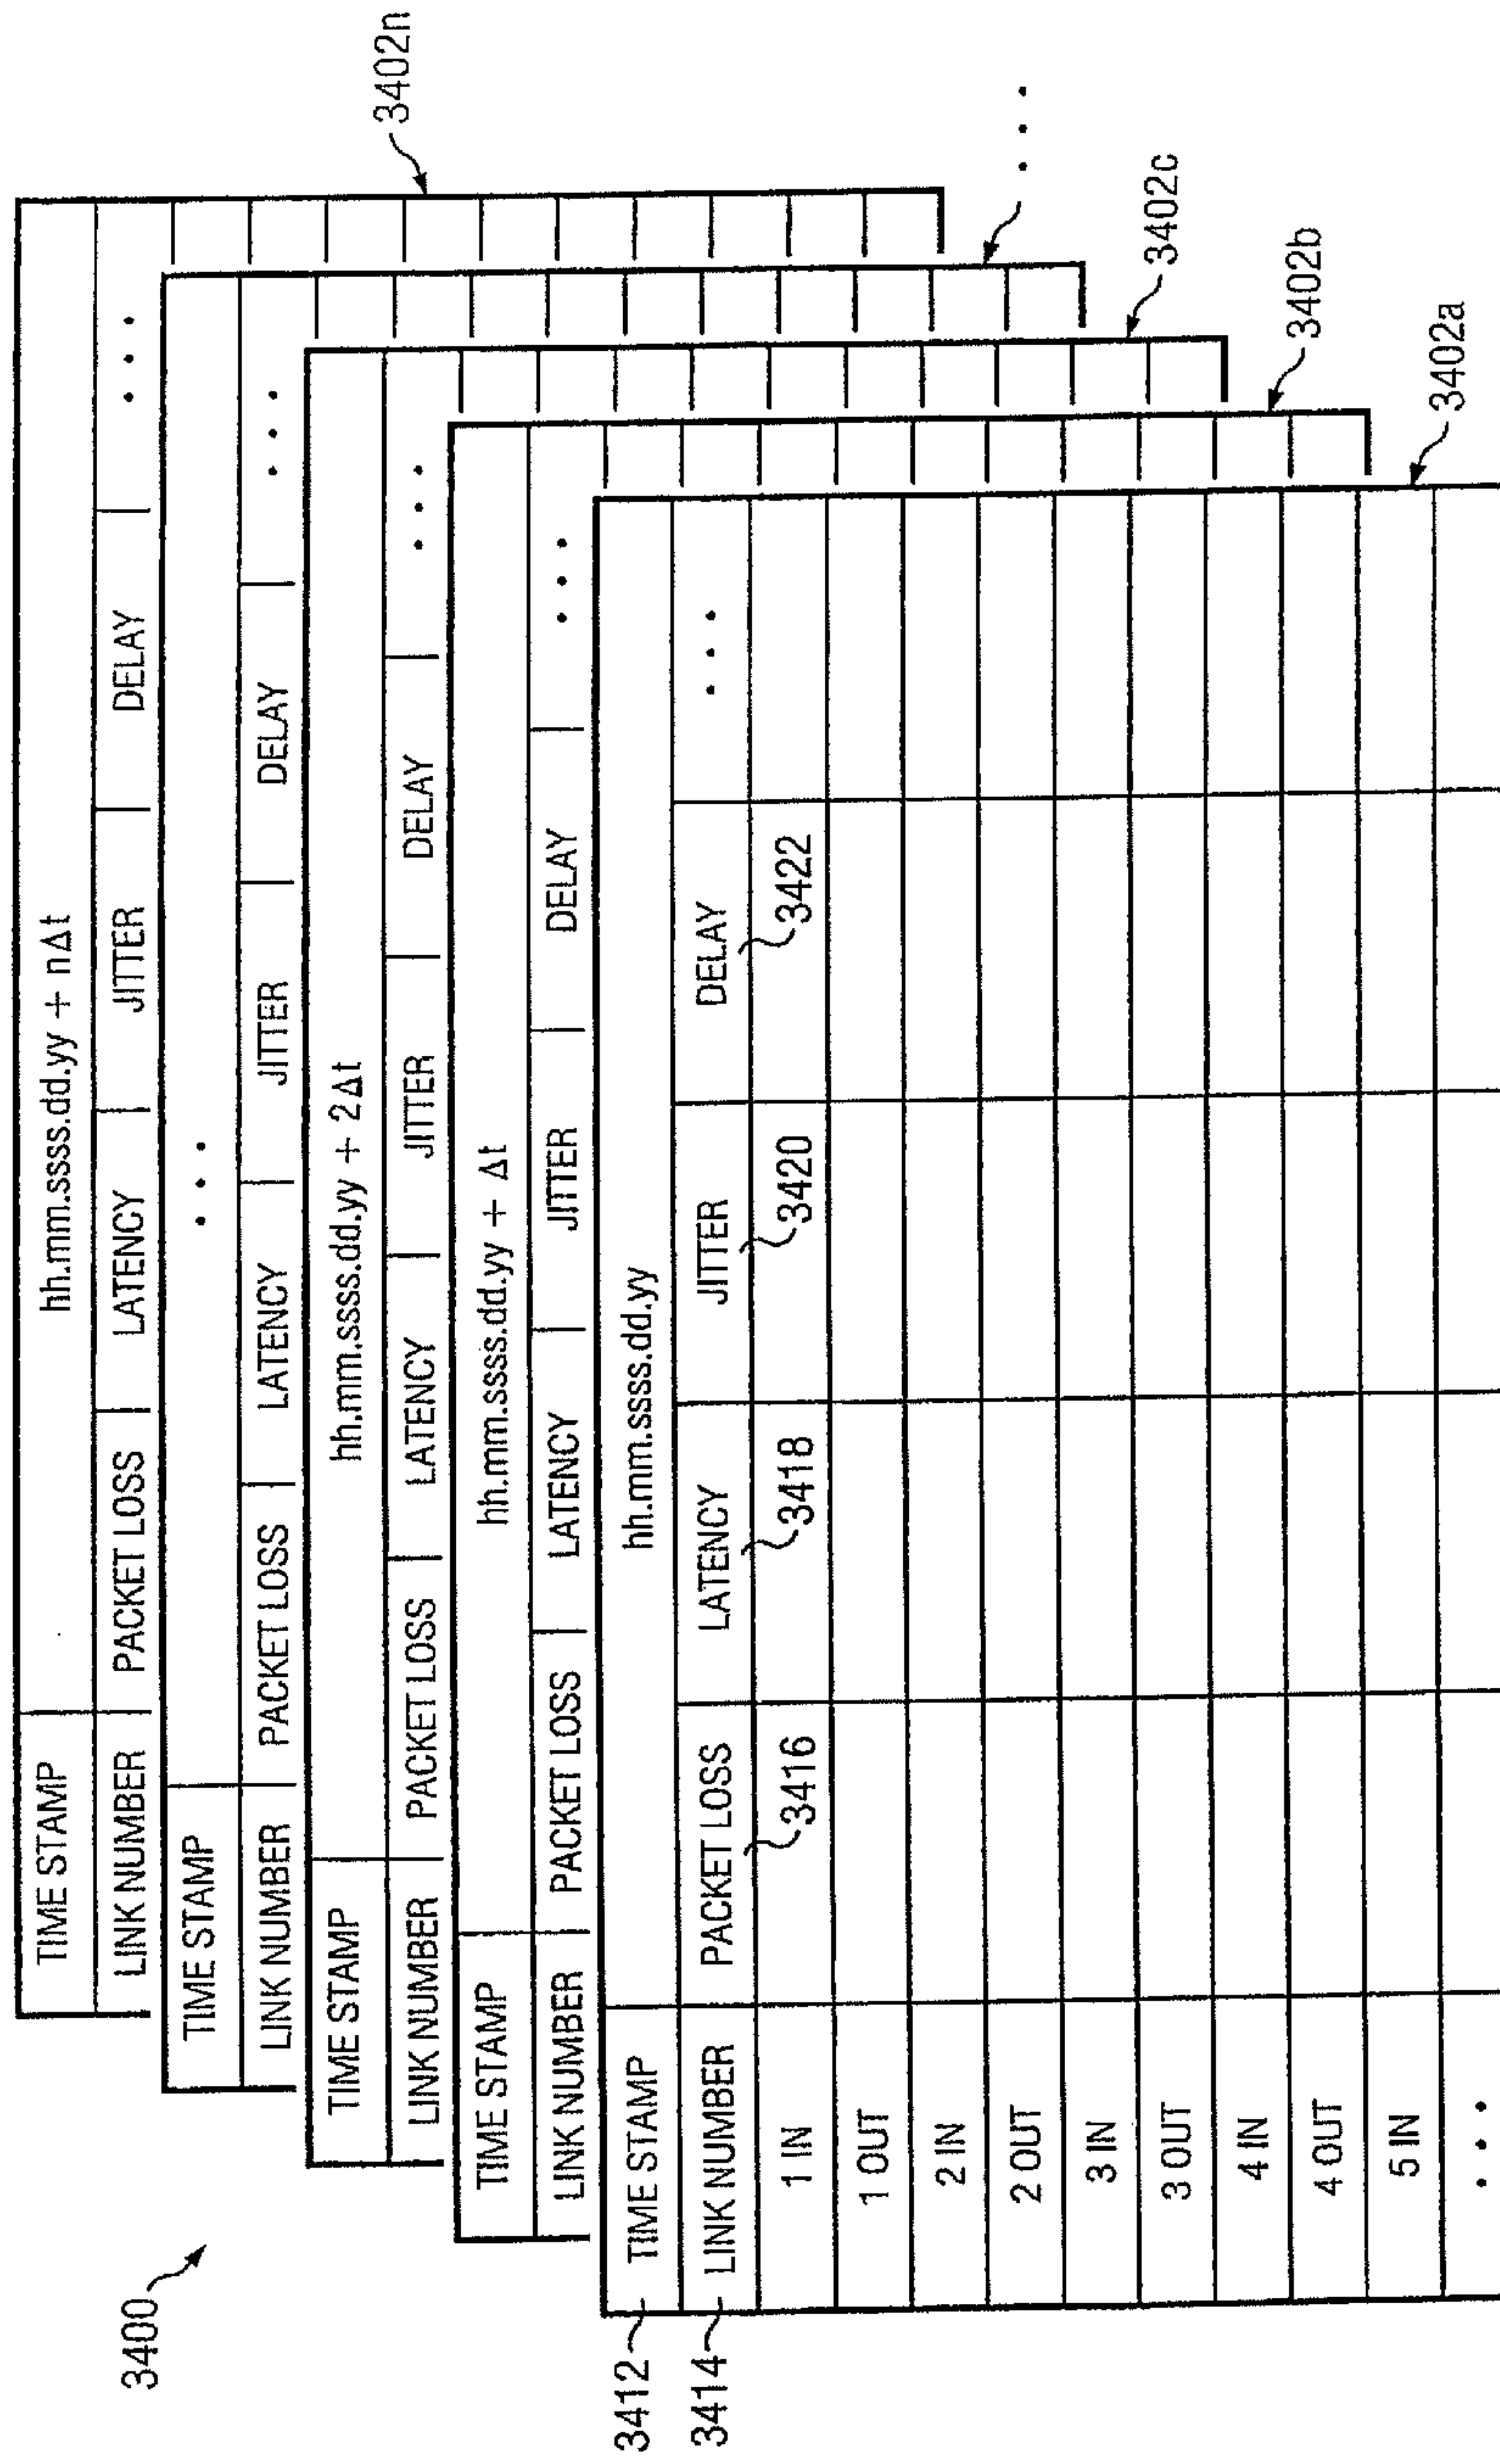 3400
TIME STAMP hh.mm.ssss.dd.yy + nΔt
LINK NUMBER PACKET LOSS LATENCY JITTER DELAY • • •
3402n
TIME STAMP • • •
LINK NUMBER PACKET LOSS LATENCY JITTER DELAY • • •
• • •
TIME STAMP hh.mm.ssss.dd.yy + 2Δt
LINK NUMBER PACKET LOSS LATENCY JITTER DELAY • • •
3402c
TIME STAMP hh.mm.ssss.dd.yy + Δt
LINK NUMBER PACKET LOSS LATENCY JITTER DELAY • • •
3402b
3412 TIME STAMP hh.mm.ssss.dd.yy
3414 LINK NUMBER PACKET LOSS LATENCY JITTER DELAY • • •
1 IN 3416 3418 3420 3422
1 OUT
2 IN
2 OUT
3 IN
3 OUT
4 IN
4 OUT
5 IN
3402a
• • •